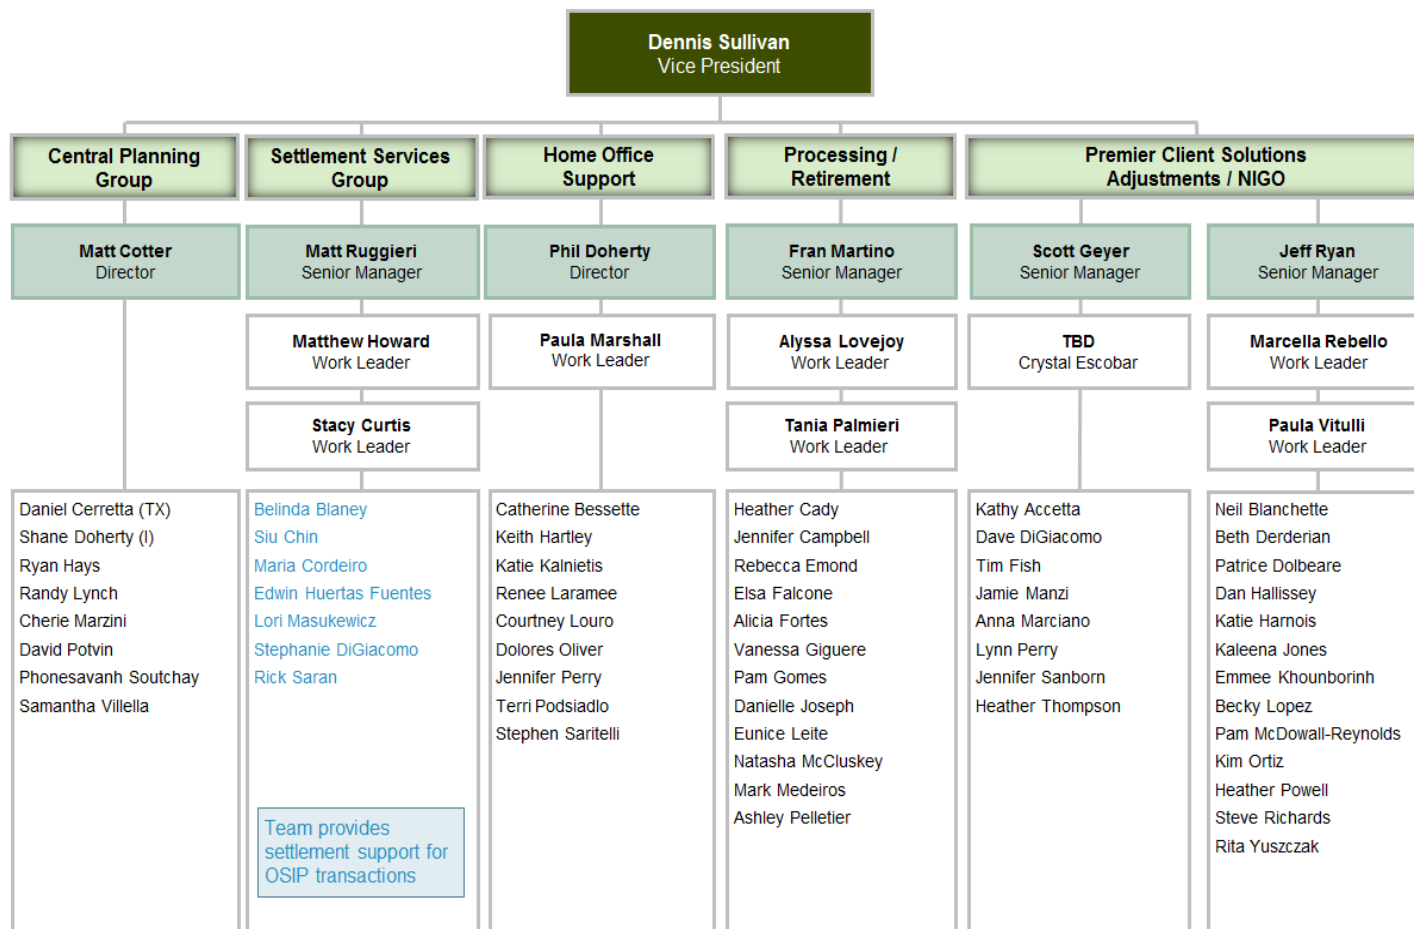 Dennis Sullivan
Vice President
Central Planning
Group
Settlement Services
Group
Home Office
Support
Processing /
Retirement
Premier Client Solutions
Adjustments / NIGO
Matt Cotter
Director
Matt Ruggieri
Senior Manager
Phil Doherty
Director
Fran Martino
Senior Manager
Scott Geyer
Senior Manager
Jeff Ryan
Senior Manager
Matthew Howard
Work Leader
Paula Marshall
Work Leader
Alyssa Lovejoy
Work Leader
TBD
Crystal Escobar
Marcella Rebello
Work Leader
Stacy Curtis
Work Leader
Tania Palmieri
Work Leader
Paula Vitulli
Work Leader
Daniel Cerretta (TX)
Shane Doherty (I)
Ryan Hays
Randy Lynch
Cherie Marzini
David Potvin
Phonesavanh Soutchay
Samantha Villella
Belinda Blaney
Siu Chin
Maria Cordeiro
Edwin Huertas Fuentes
Lori Masukewicz
Stephanie DiGiacomo
Rick Saran
Team provides
settlement support for
OSIP transactions
Catherine Bessette
Keith Hartley
Katie Kalnietis
Renee Laramee
Courtney Louro
Dolores Oliver
Jennifer Perry
Terri Podsiadlo
Stephen Saritelli
Heather Cady
Jennifer Campbell
Rebecca Emond
Elsa Falcone
Alicia Fortes
Vanessa Giguere
Pam Gomes
Danielle Joseph
Eunice Leite
Natasha McCluskey
Mark Medeiros
Ashley Pelletier
Kathy Accetta
Dave DiGiacomo
Tim Fish
Jamie Manzi
Anna Marciano
Lynn Perry
Jennifer Sanborn
Heather Thompson
Neil Blanchette
Beth Derderian
Patrice Dolbeare
Dan Hallissey
Katie Harnois
Kaleena Jones
Emmee Khounborinh
Becky Lopez
Pam McDowall-Reynolds
Kim Ortiz
Heather Powell
Steve Richards
Rita Yuszczak